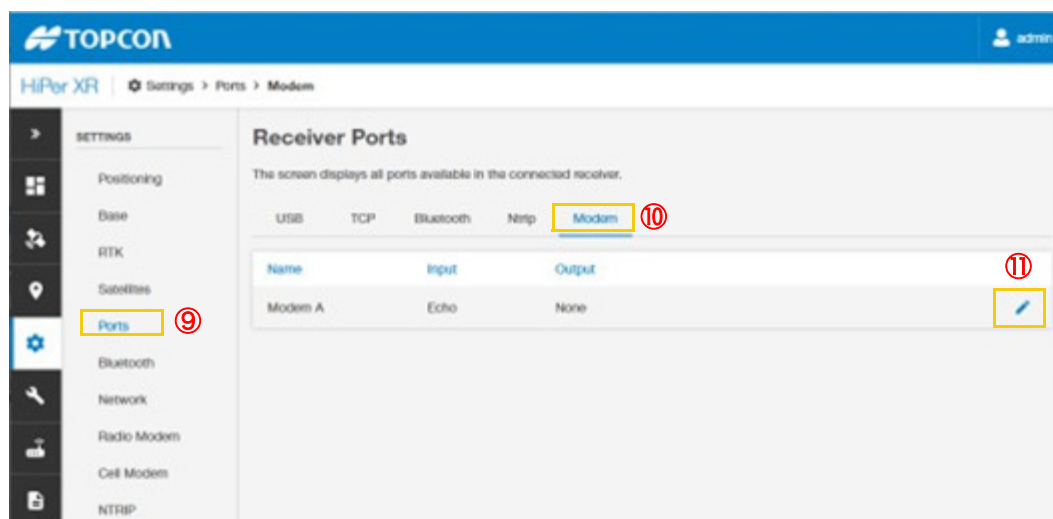 TOPCON
admin
HiPer XR Settings > Ports > Modem
SETTINGS
Positioning
Base
RTK
Satellites
Ports ⑨
Bluetooth
Network
Radio Modem
Cell Modem
NTRIP
Receiver Ports
The screen displays all ports available in the connected receiver.
USB TCP Bluetooth Ntrip Modem ⑩
Name Input Output ⑪
Modem A Echo None